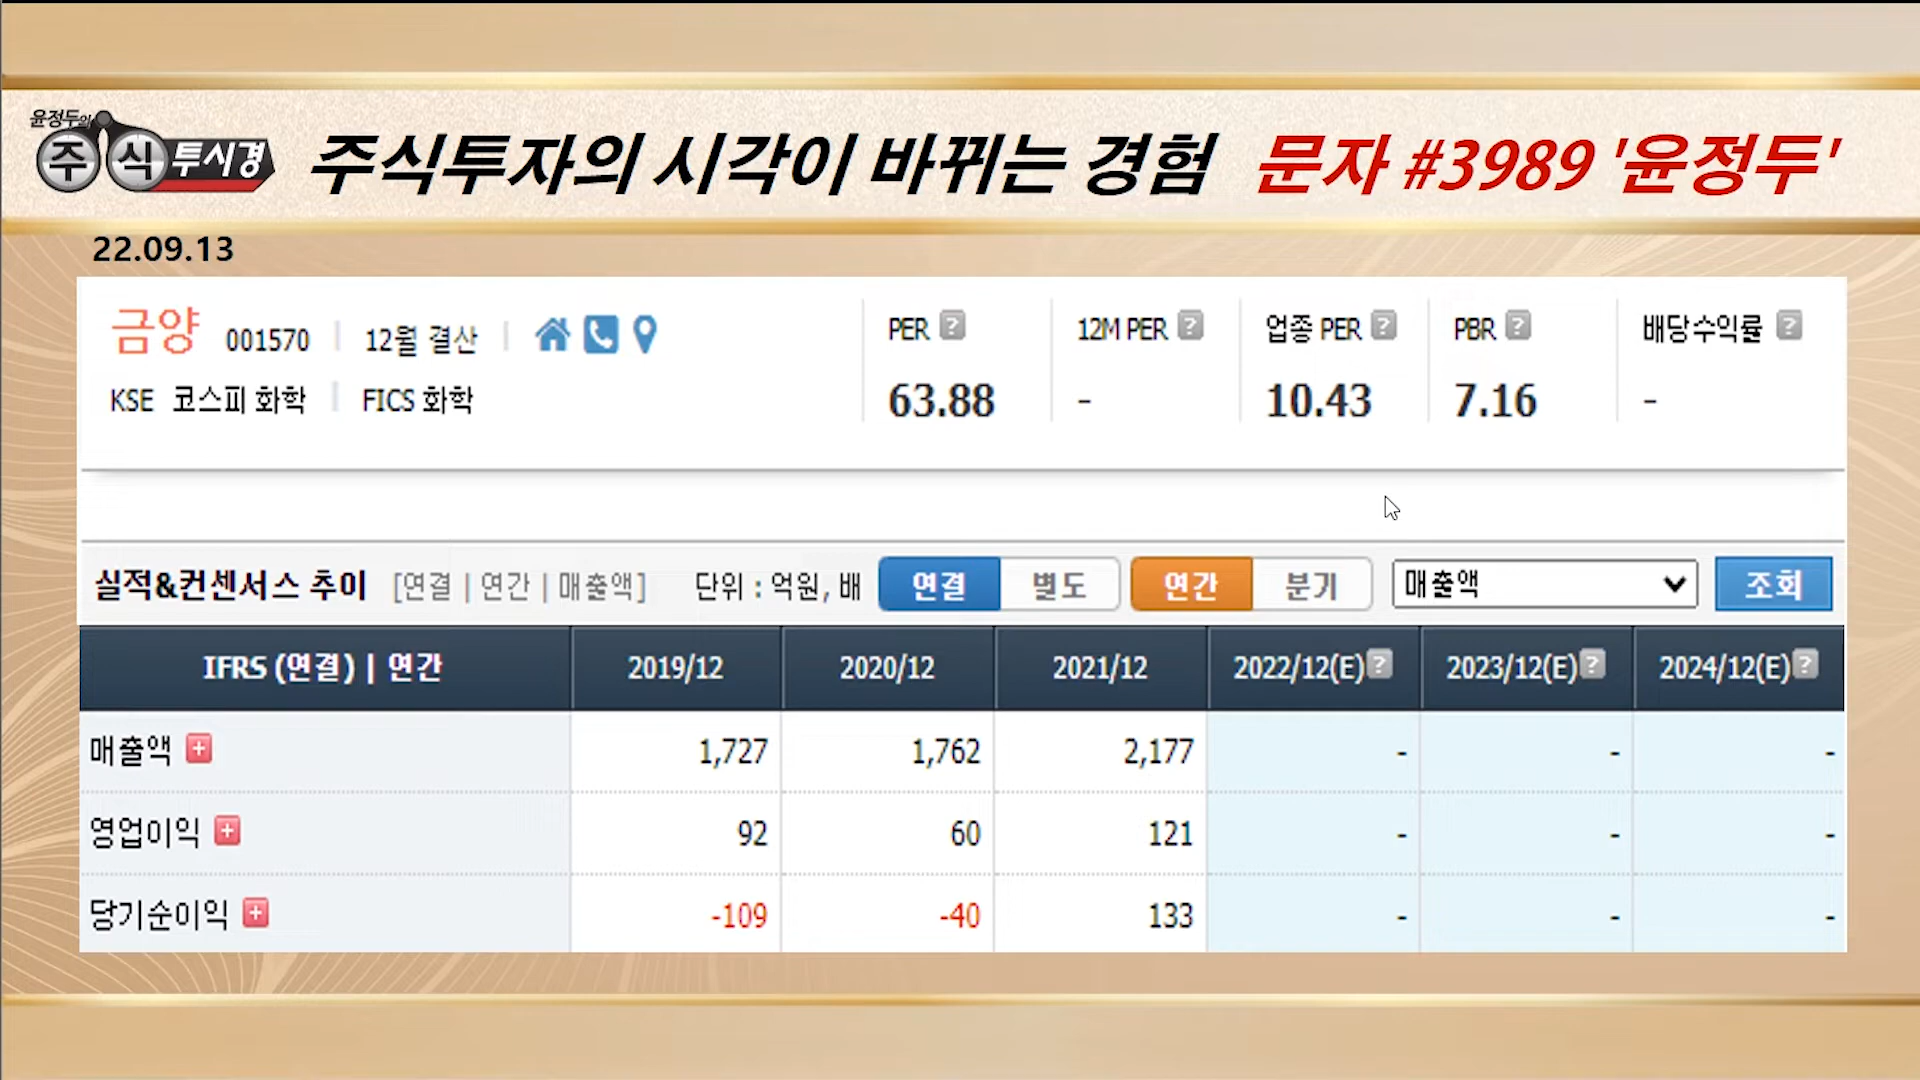 윤정두의
주식투시경
주식투자의 시각이 바뀌는 경험 문자 #3989 '윤정두'
22.09.13
금양 001570 | 12월 결산 |
KSE 코스피 화학 | FICS 화학
PER ? 12M PER ? 업종 PER ? PBR ? 배당수익률 ?
63.88 - 10.43 7.16 -
실적&컨센서스 추이 [연결 | 연간 | 매출액] 단위 : 억원, 배 연결 별도 연간 분기 매출액 조회
IFRS (연결) | 연간 2019/12 2020/12 2021/12 2022/12(E) ? 2023/12(E) ? 2024/12(E) ?
매출액 + 1,727 1,762 2,177 - - -
영업이익 + 92 60 121 - - -
당기순이익 + -109 -40 133 - - -